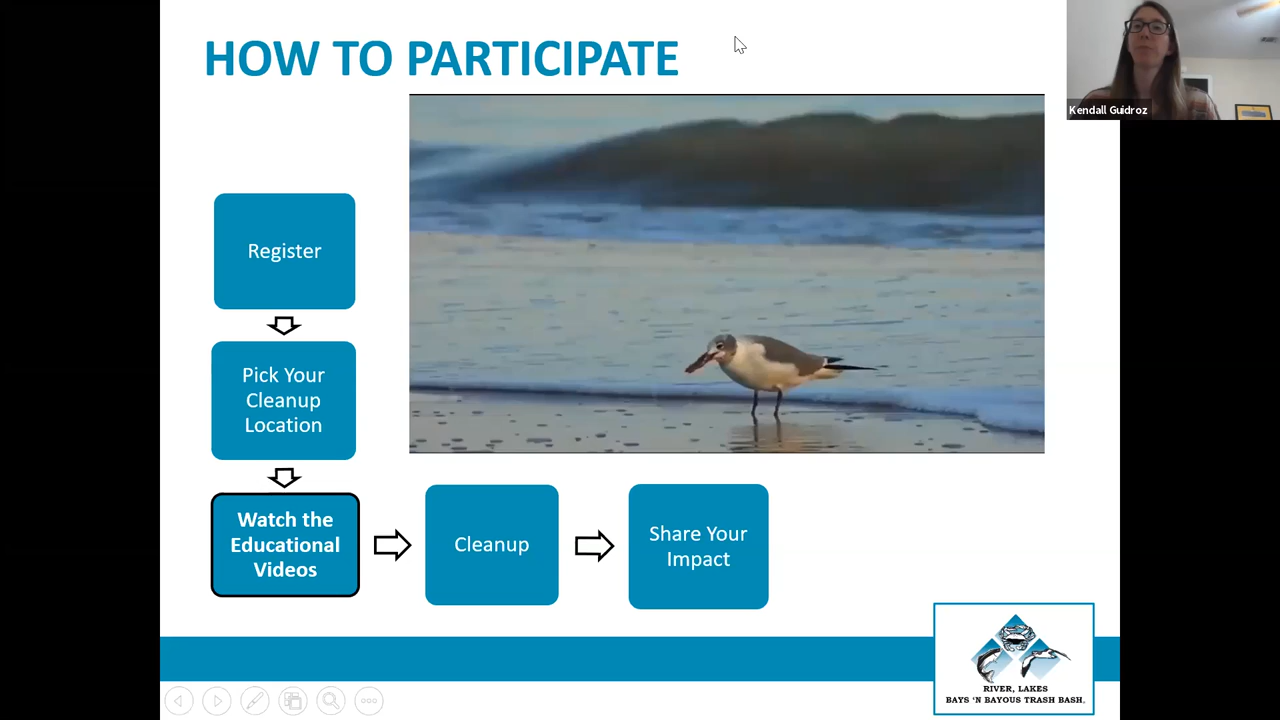 HOW TO PARTICIPATE
Kendall Guidroz
Register
Pick Your
Cleanup
Location
Watch the
Educational
Videos
Cleanup
Share Your
Impact
RIVER, LAKES
BAYS 'N BAYOUS TRASH BASH®